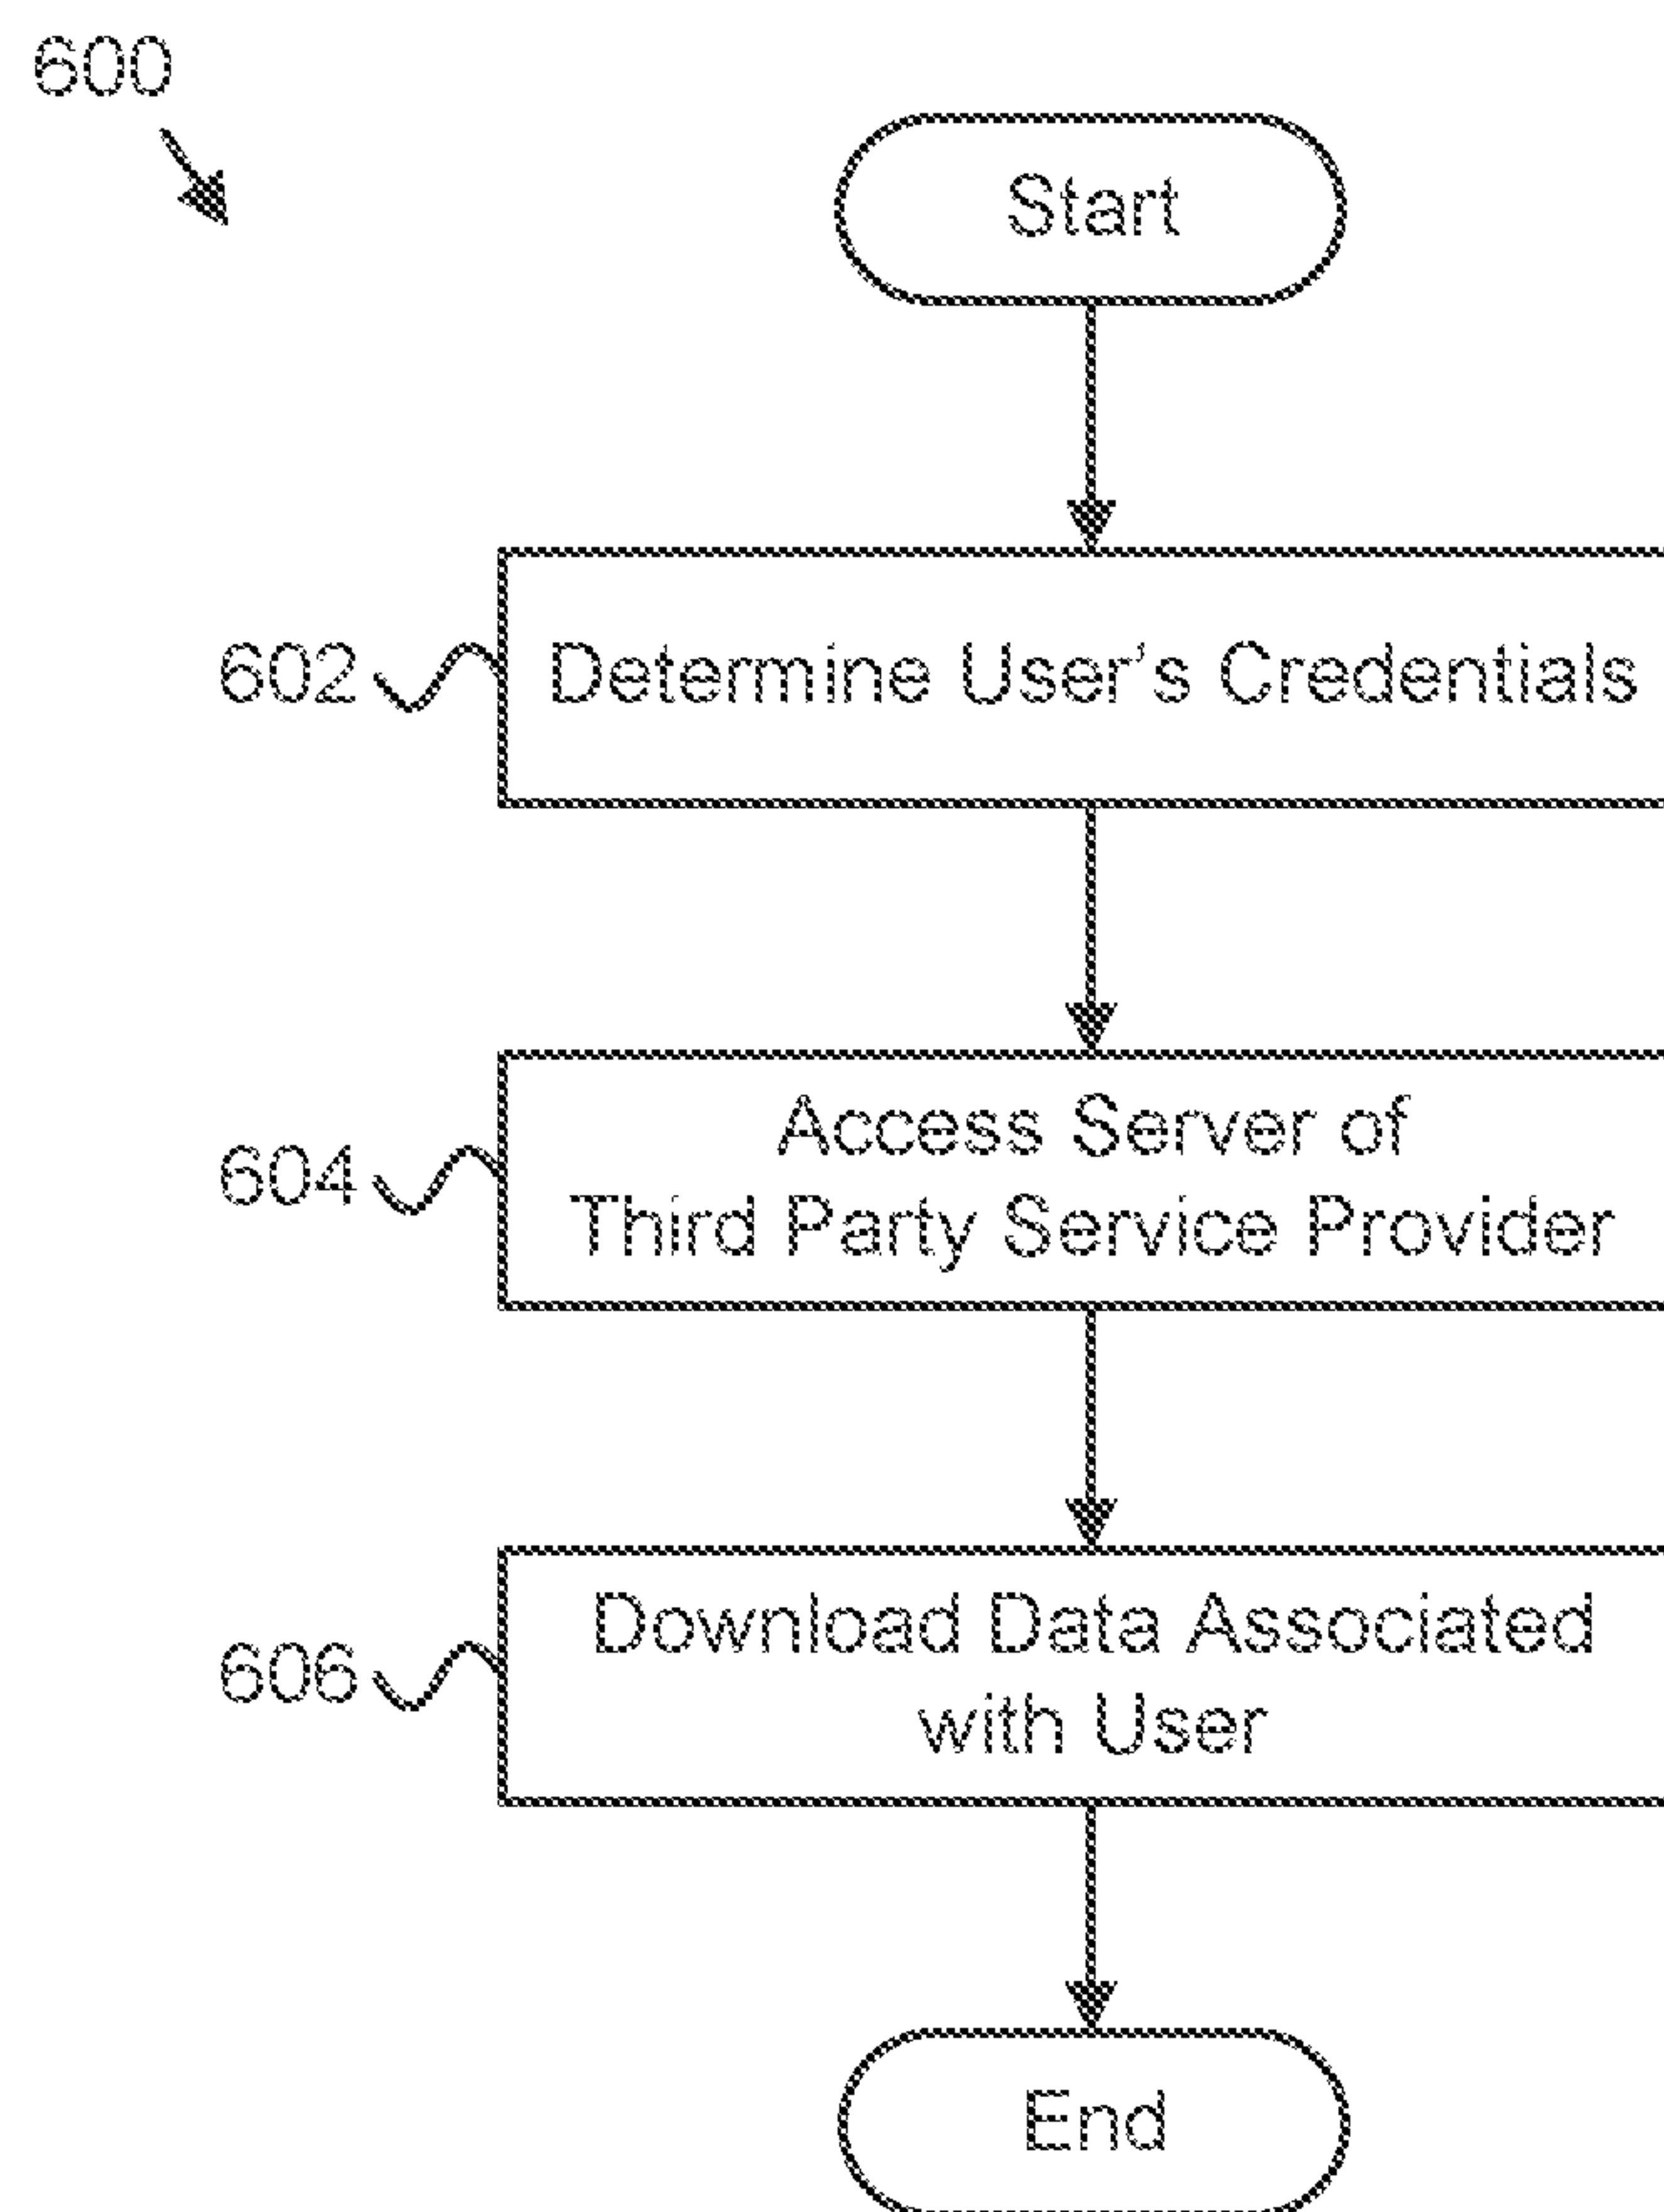 600
Start
602
Determine User's Credentials
604
Access Server of
Third Party Service Provider
606
Download Data Associated
with User
End